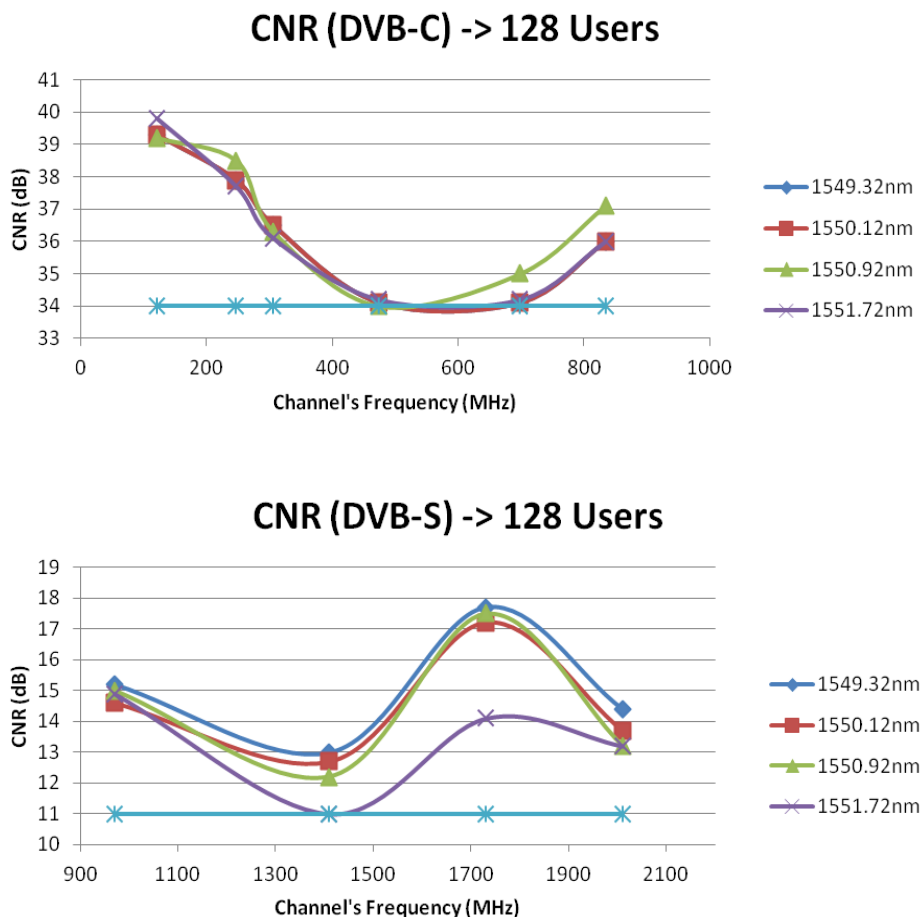 CNR (DVB-C) -> 128 Users
41
40
39
38
37
36
35
34
33
CNR (dB)
0 200 400 600 800 1000
Channel's Frequency (MHz)
1549.32nm
1550.12nm
1550.92nm
1551.72nm
CNR (DVB-S) -> 128 Users
19
18
17
16
15
14
13
12
11
10
CNR (dB)
900 1100 1300 1500 1700 1900 2100
Channel's Frequency (MHz)
1549.32nm
1550.12nm
1550.92nm
1551.72nm